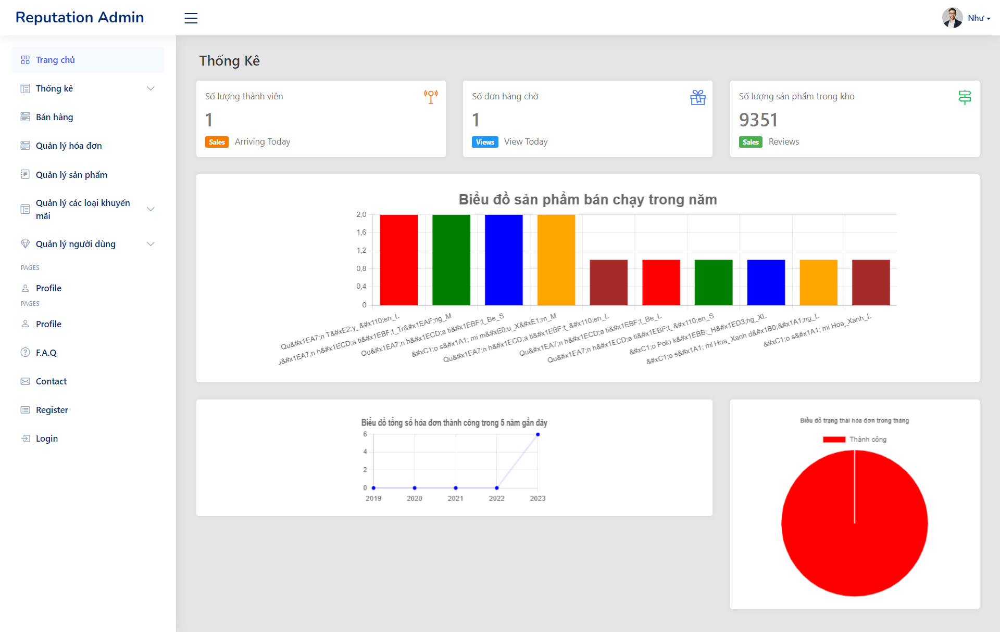 Reputation Admin
Như
Trang chủ
Thống kê
Bán hàng
Quản lý hóa đơn
Quản lý sản phẩm
Quản lý các loại khuyến
mãi
Quản lý người dùng
PAGES
Profile
PAGES
Profile
F.A.Q
Contact
Register
Login
Thống Kê
Số lượng thành viên
1
Sales Arriving Today
Số đơn hàng chờ
1
Views View Today
Số lượng sản phẩm trong kho
9351
Sales Reviews
Biểu đồ sản phẩm bán chạy trong năm
2,0
1,6
1,2
0,8
0,4
0
Qu&#x1EA7;n T&#xE2;y_&#x110;en_L
u&#x1EA7;n h&#x1ECD;a ti&#x1EBF;t_Tr&#x1EAF;ng_M
Qu&#x1EA7;n h&#x1ECD;a ti&#x1EBF;t_Be_S
&#xC1;o s&#x1A1; mi m&#xE0;u_X&#xE1;m_M
Qu&#x1EA7;n h&#x1ECD;a ti&#x1EBF;t_&#x110;en_L
Qu&#x1EA7;n h&#x1ECD;a ti&#x1EBF;t_Be_L
Qu&#x1EA7;n h&#x1ECD;a ti&#x1EBF;t_&#x110;en_S
&#xC1;o Polo k&#x1EBB;_H&#x1ED3;ng_XL
&#xC1;o s&#x1A1; mi Hoa_Xanh d&#x1B0;&#x1A1;ng_L
&#xC1;o s&#x1A1; mi Hoa_Xanh_L
Biểu đồ tổng số hóa đơn thành công trong 5 năm gần đây
6
4
2
0
2019 2020 2021 2022 2023
Biểu đồ trạng thái hóa đơn trong tháng
Thành công